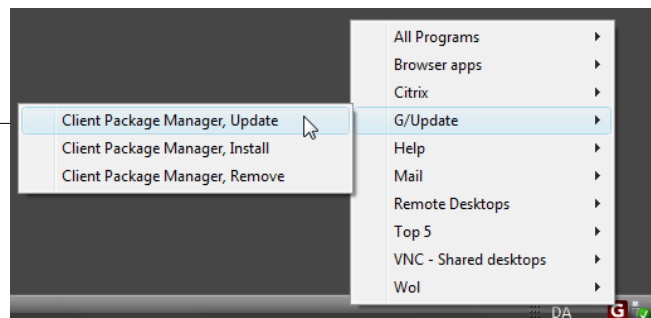 All Programs
Browser apps
Citrix
G/Update
Help
Mail
Remote Desktops
Top 5
VNC - Shared desktops
Wol
Client Package Manager, Update
Client Package Manager, Install
Client Package Manager, Remove
DA
G